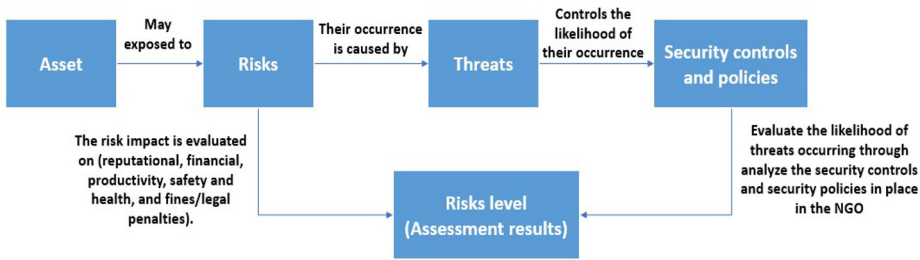 Asset
May
exposed to
Risks
Their occurrence
is caused by
Threats
Controls the
likelihood of
their occurrence
Security controls
and policies
The risk impact is evaluated
on (reputational, financial,
productivity, safety and
health, and fines/legal
penalties).
Risks level
(Assessment results)
Evaluate the likelihood of
threats occurring through
analyze the security controls
and security policies in place
in the NGO